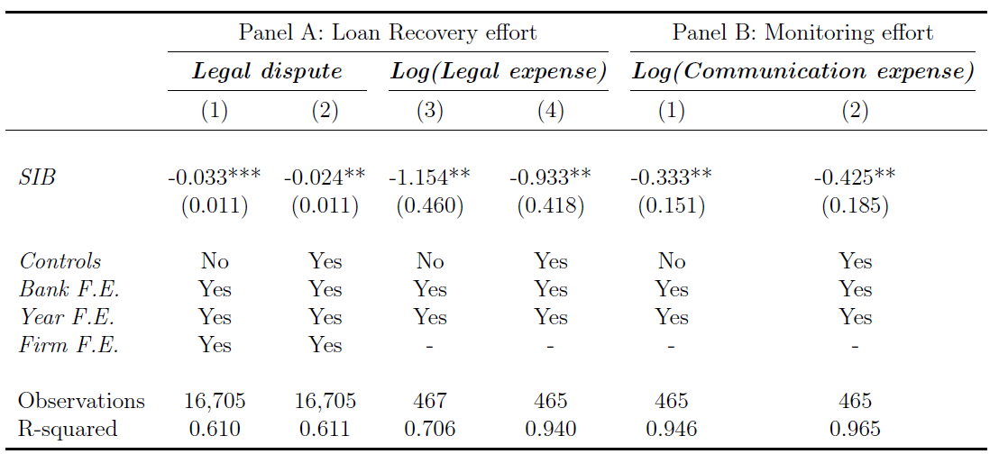 Panel A: Loan Recovery effort Panel B: Monitoring effort
Legal dispute Log(Legal expense) Log(Communication expense)
(1) (2) (3) (4) (1) (2)
SIB -0.033*** -0.024** -1.154** -0.933** -0.333** -0.425**
(0.011) (0.011) (0.460) (0.418) (0.151) (0.185)
Controls No Yes No Yes No Yes
Bank F.E. Yes Yes Yes Yes Yes Yes
Year F.E. Yes Yes Yes Yes Yes Yes
Firm F.E. Yes Yes - - - -
Observations 16,705 16,705 467 465 465 465
R-squared 0.610 0.611 0.706 0.940 0.946 0.965